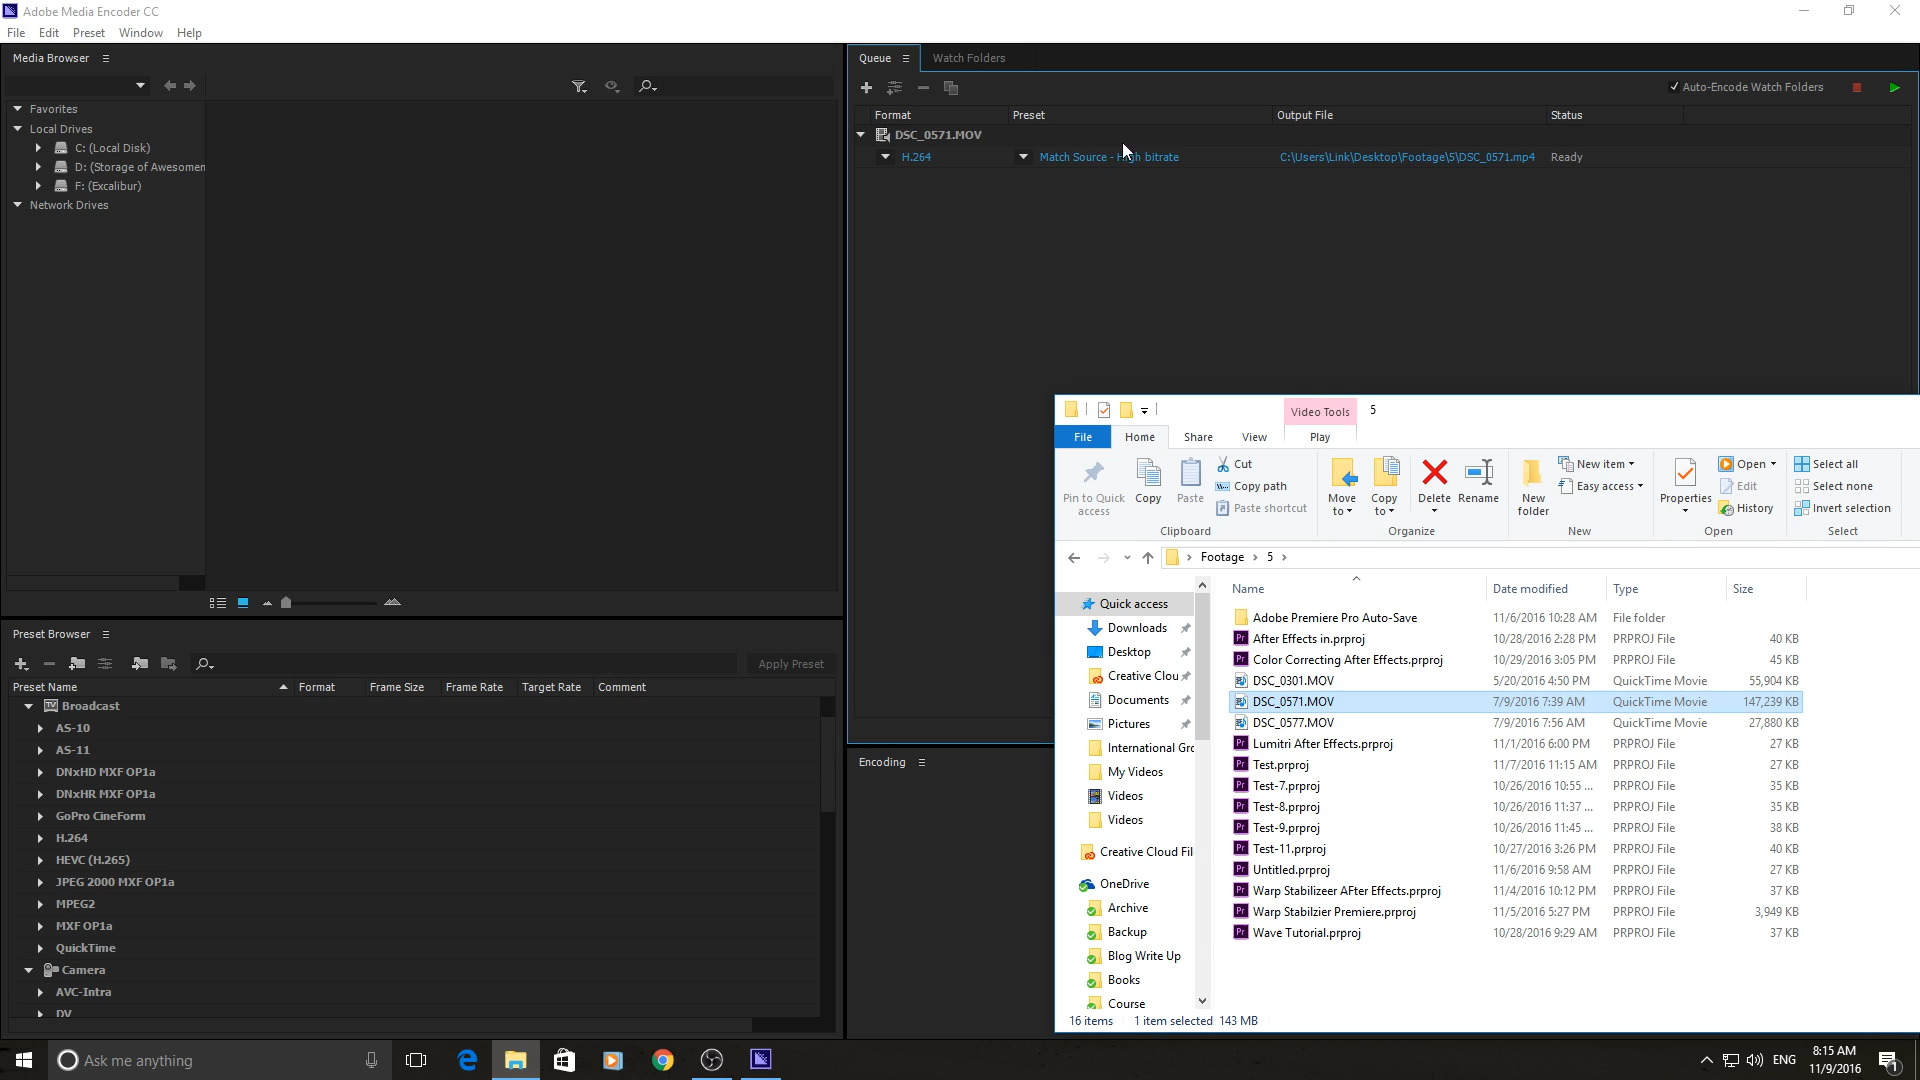 Adobe Media Encoder CC
File Edit Preset Window Help
Media Browser
Favorites
Local Drives
C: (Local Disk)
D: (Storage of Awesomen
F: (Excalibur)
Network Drives
Queue Watch Folders
Auto-Encode Watch Folders
Format Preset Output File Status
DSC_0571.MOV
H.264 Match Source - High bitrate C:\Users\Link\Desktop\Footage\5\DSC_0571.mp4 Ready
Preset Browser
Apply Preset
Preset Name Format Frame Size Frame Rate Target Rate Comment
Broadcast
AS-10
AS-11
DNxHD MXF OP1a
DNxHR MXF OP1a
GoPro CineForm
H.264
HEVC (H.265)
JPEG 2000 MXF OP1a
MPEG2
MXF OP1a
QuickTime
Camera
AVC-Intra
DV
Encoding
Video Tools 5
File Home Share View Play
Pin to Quick access
Copy
Paste
Cut
Copy path
Paste shortcut
Clipboard
Move to
Copy to
Delete
Rename
Organize
New folder
New item
Easy access
New
Properties
Open
Edit
History
Open
Select all
Select none
Invert selection
Select
Footage 5
Quick access
Downloads
Desktop
Creative Clou
Documents
Pictures
International Gro
My Videos
Videos
Videos
Creative Cloud Fil
OneDrive
Archive
Backup
Blog Write Up
Books
Course
Name Date modified Type Size
Adobe Premiere Pro Auto-Save 11/6/2016 10:28 AM File folder
After Effects in.prproj 10/28/2016 2:28 PM PRPROJ File 40 KB
Color Correcting After Effects.prproj 10/29/2016 3:05 PM PRPROJ File 45 KB
DSC_0301.MOV 5/20/2016 4:50 PM QuickTime Movie 55,904 KB
DSC_0571.MOV 7/9/2016 7:39 AM QuickTime Movie 147,239 KB
DSC_0577.MOV 7/9/2016 7:56 AM QuickTime Movie 27,880 KB
Lumitri After Effects.prproj 11/1/2016 6:00 PM PRPROJ File 27 KB
Test.prproj 11/7/2016 11:15 AM PRPROJ File 27 KB
Test-7.prproj 10/26/2016 10:55 ... PRPROJ File 35 KB
Test-8.prproj 10/26/2016 11:37 ... PRPROJ File 35 KB
Test-9.prproj 10/26/2016 11:45 ... PRPROJ File 38 KB
Test-11.prproj 10/27/2016 3:26 PM PRPROJ File 40 KB
Untitled.prproj 11/6/2016 9:58 AM PRPROJ File 27 KB
Warp Stabilizeer AFter Effects.prproj 11/4/2016 10:12 PM PRPROJ File 37 KB
Warp Stabilzier Premiere.prproj 11/5/2016 5:27 PM PRPROJ File 3,949 KB
Wave Tutorial.prproj 10/28/2016 9:29 AM PRPROJ File 37 KB
16 items 1 item selected 143 MB
Ask me anything
ENG
8:15 AM
11/9/2016
1